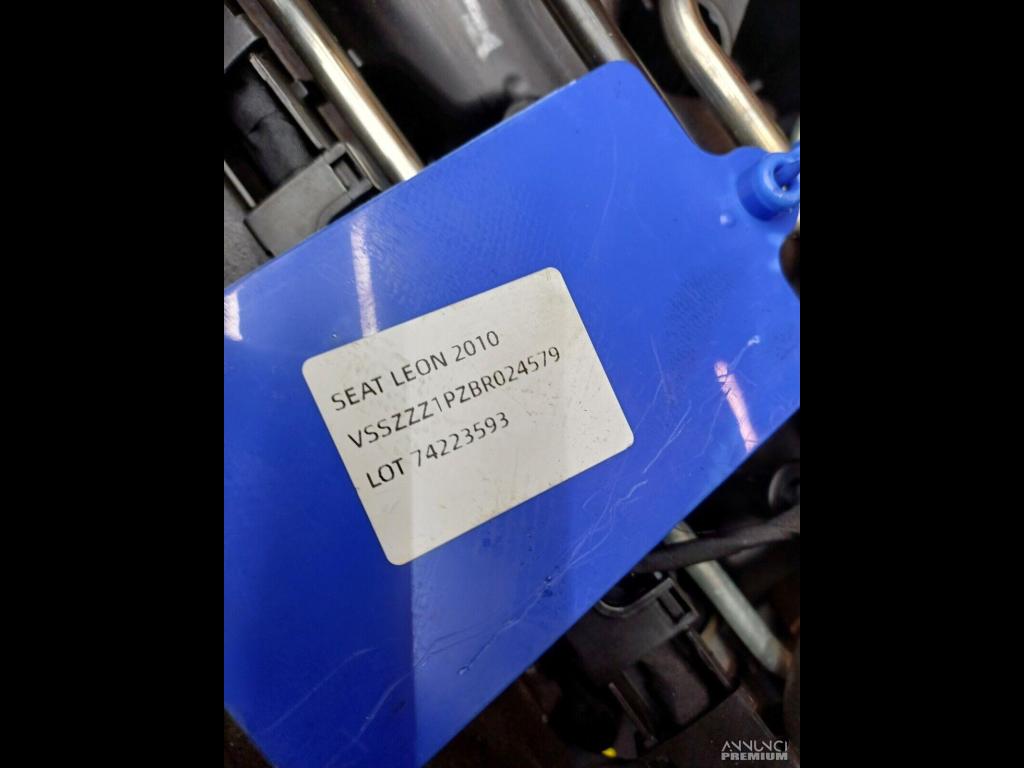 SEAT LEON 2010
VSSZZZ1PZBR024579
LOT 74223593
ANNUNCI
PREMIUM